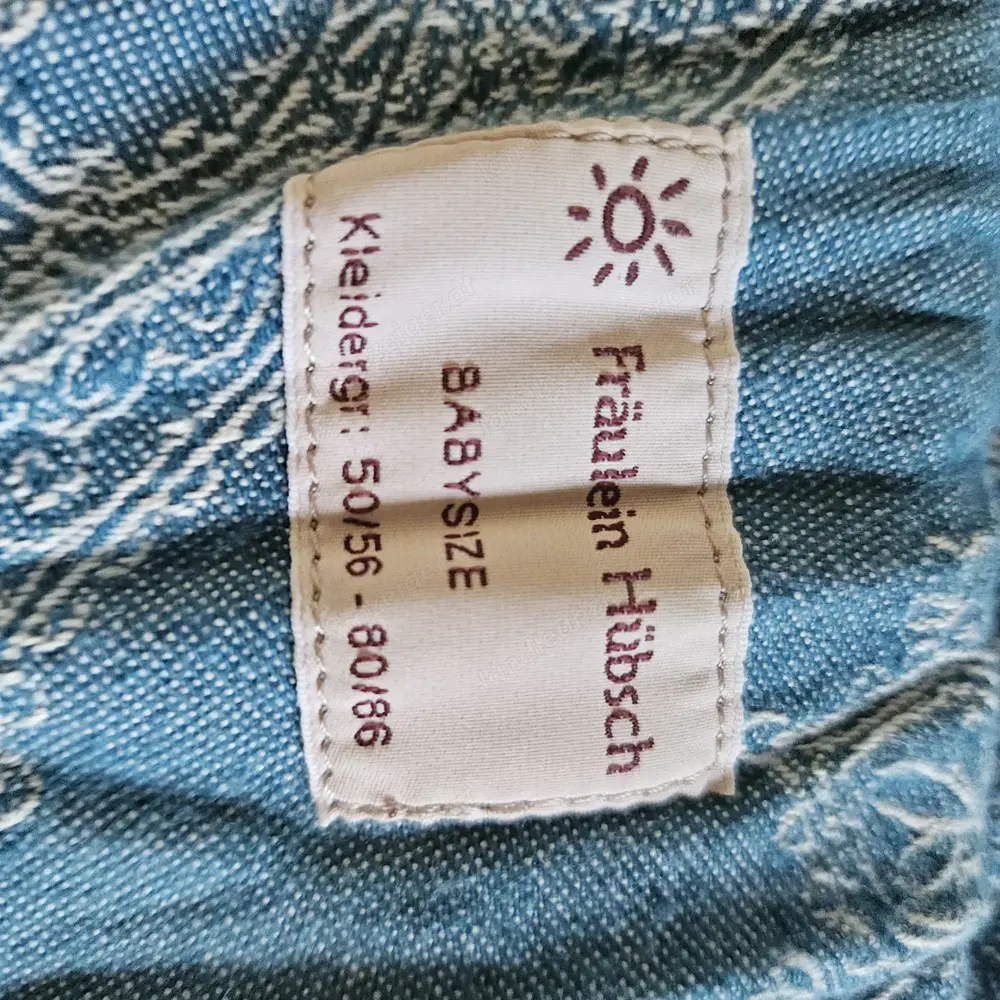 Fräulein Hübsch
BABYSIZE
Kleidergr: 50/56 - 80/86